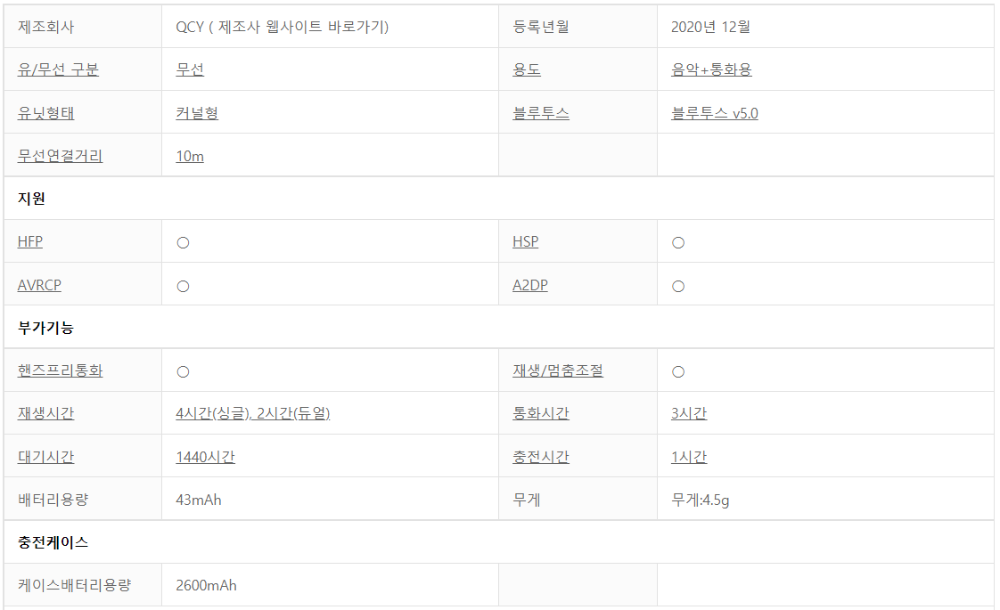 제조회사 QCY ( 제조사 웹사이트 바로가기) 등록년월 2020년 12월
유/무선 구분 무선 용도 음악+통화용
유닛형태 커널형 블루투스 블루투스 v5.0
무선연결거리 10m
지원
HFP ○ HSP ○
AVRCP ○ A2DP ○
부가기능
핸즈프리통화 ○ 재생/멈춤조절 ○
재생시간 4시간(싱글), 2시간(듀얼) 통화시간 3시간
대기시간 1440시간 충전시간 1시간
배터리용량 43mAh 무게 무게:4.5g
충전케이스
케이스배터리용량 2600mAh